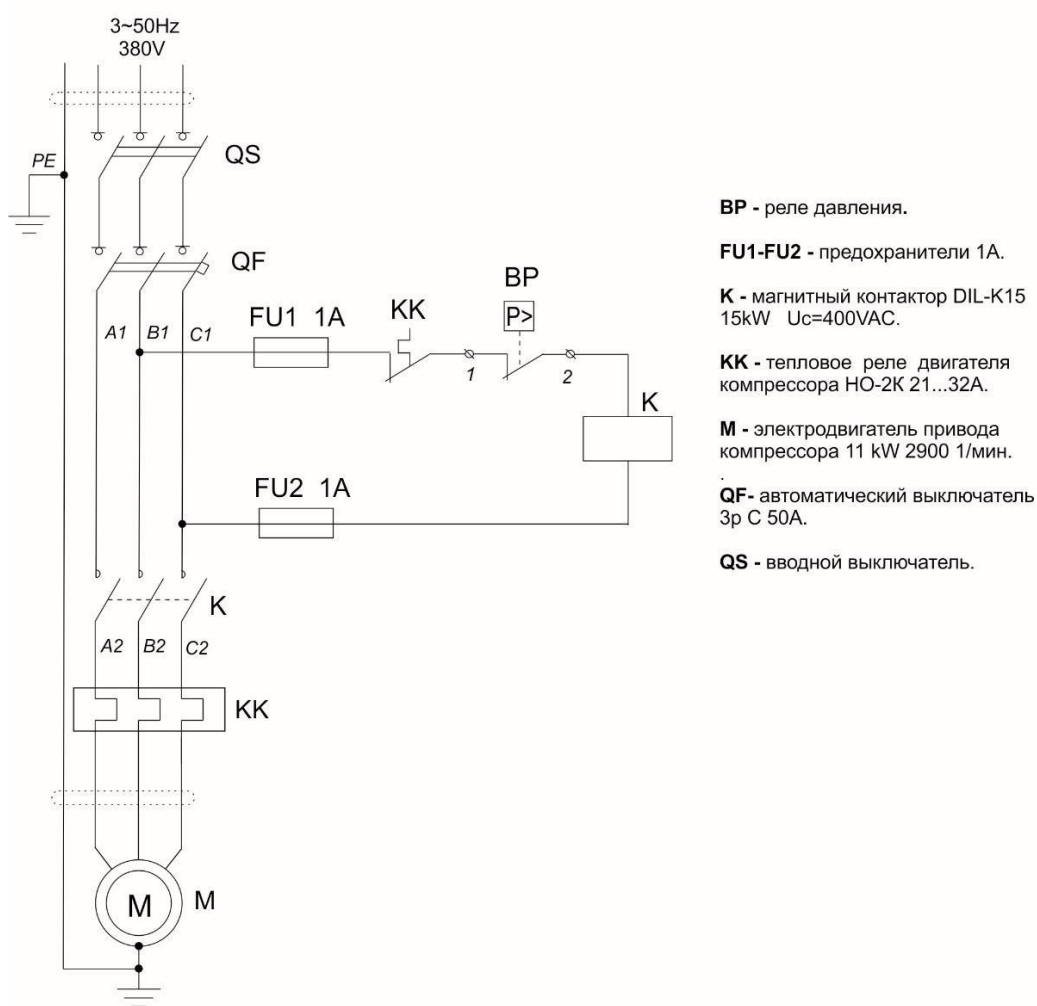 3~50Hz
380V
PE
QS
QF
A1 B1 C1
FU1 1A
KK
BP
P>
1
2
K
FU2 1A
K
A2 B2 C2
KK
M
M
BP - реле давления.
FU1-FU2 - предохранители 1А.
K - магнитный контактор DIL-K15
15kW Uc=400VAC.
KK - тепловое реле двигателя
компрессора НО-2К 21...32А.
M - электродвигатель привода
компрессора 11 kW 2900 1/мин.
.
QF- автоматический выключатель
3р С 50А.
QS - вводной выключатель.